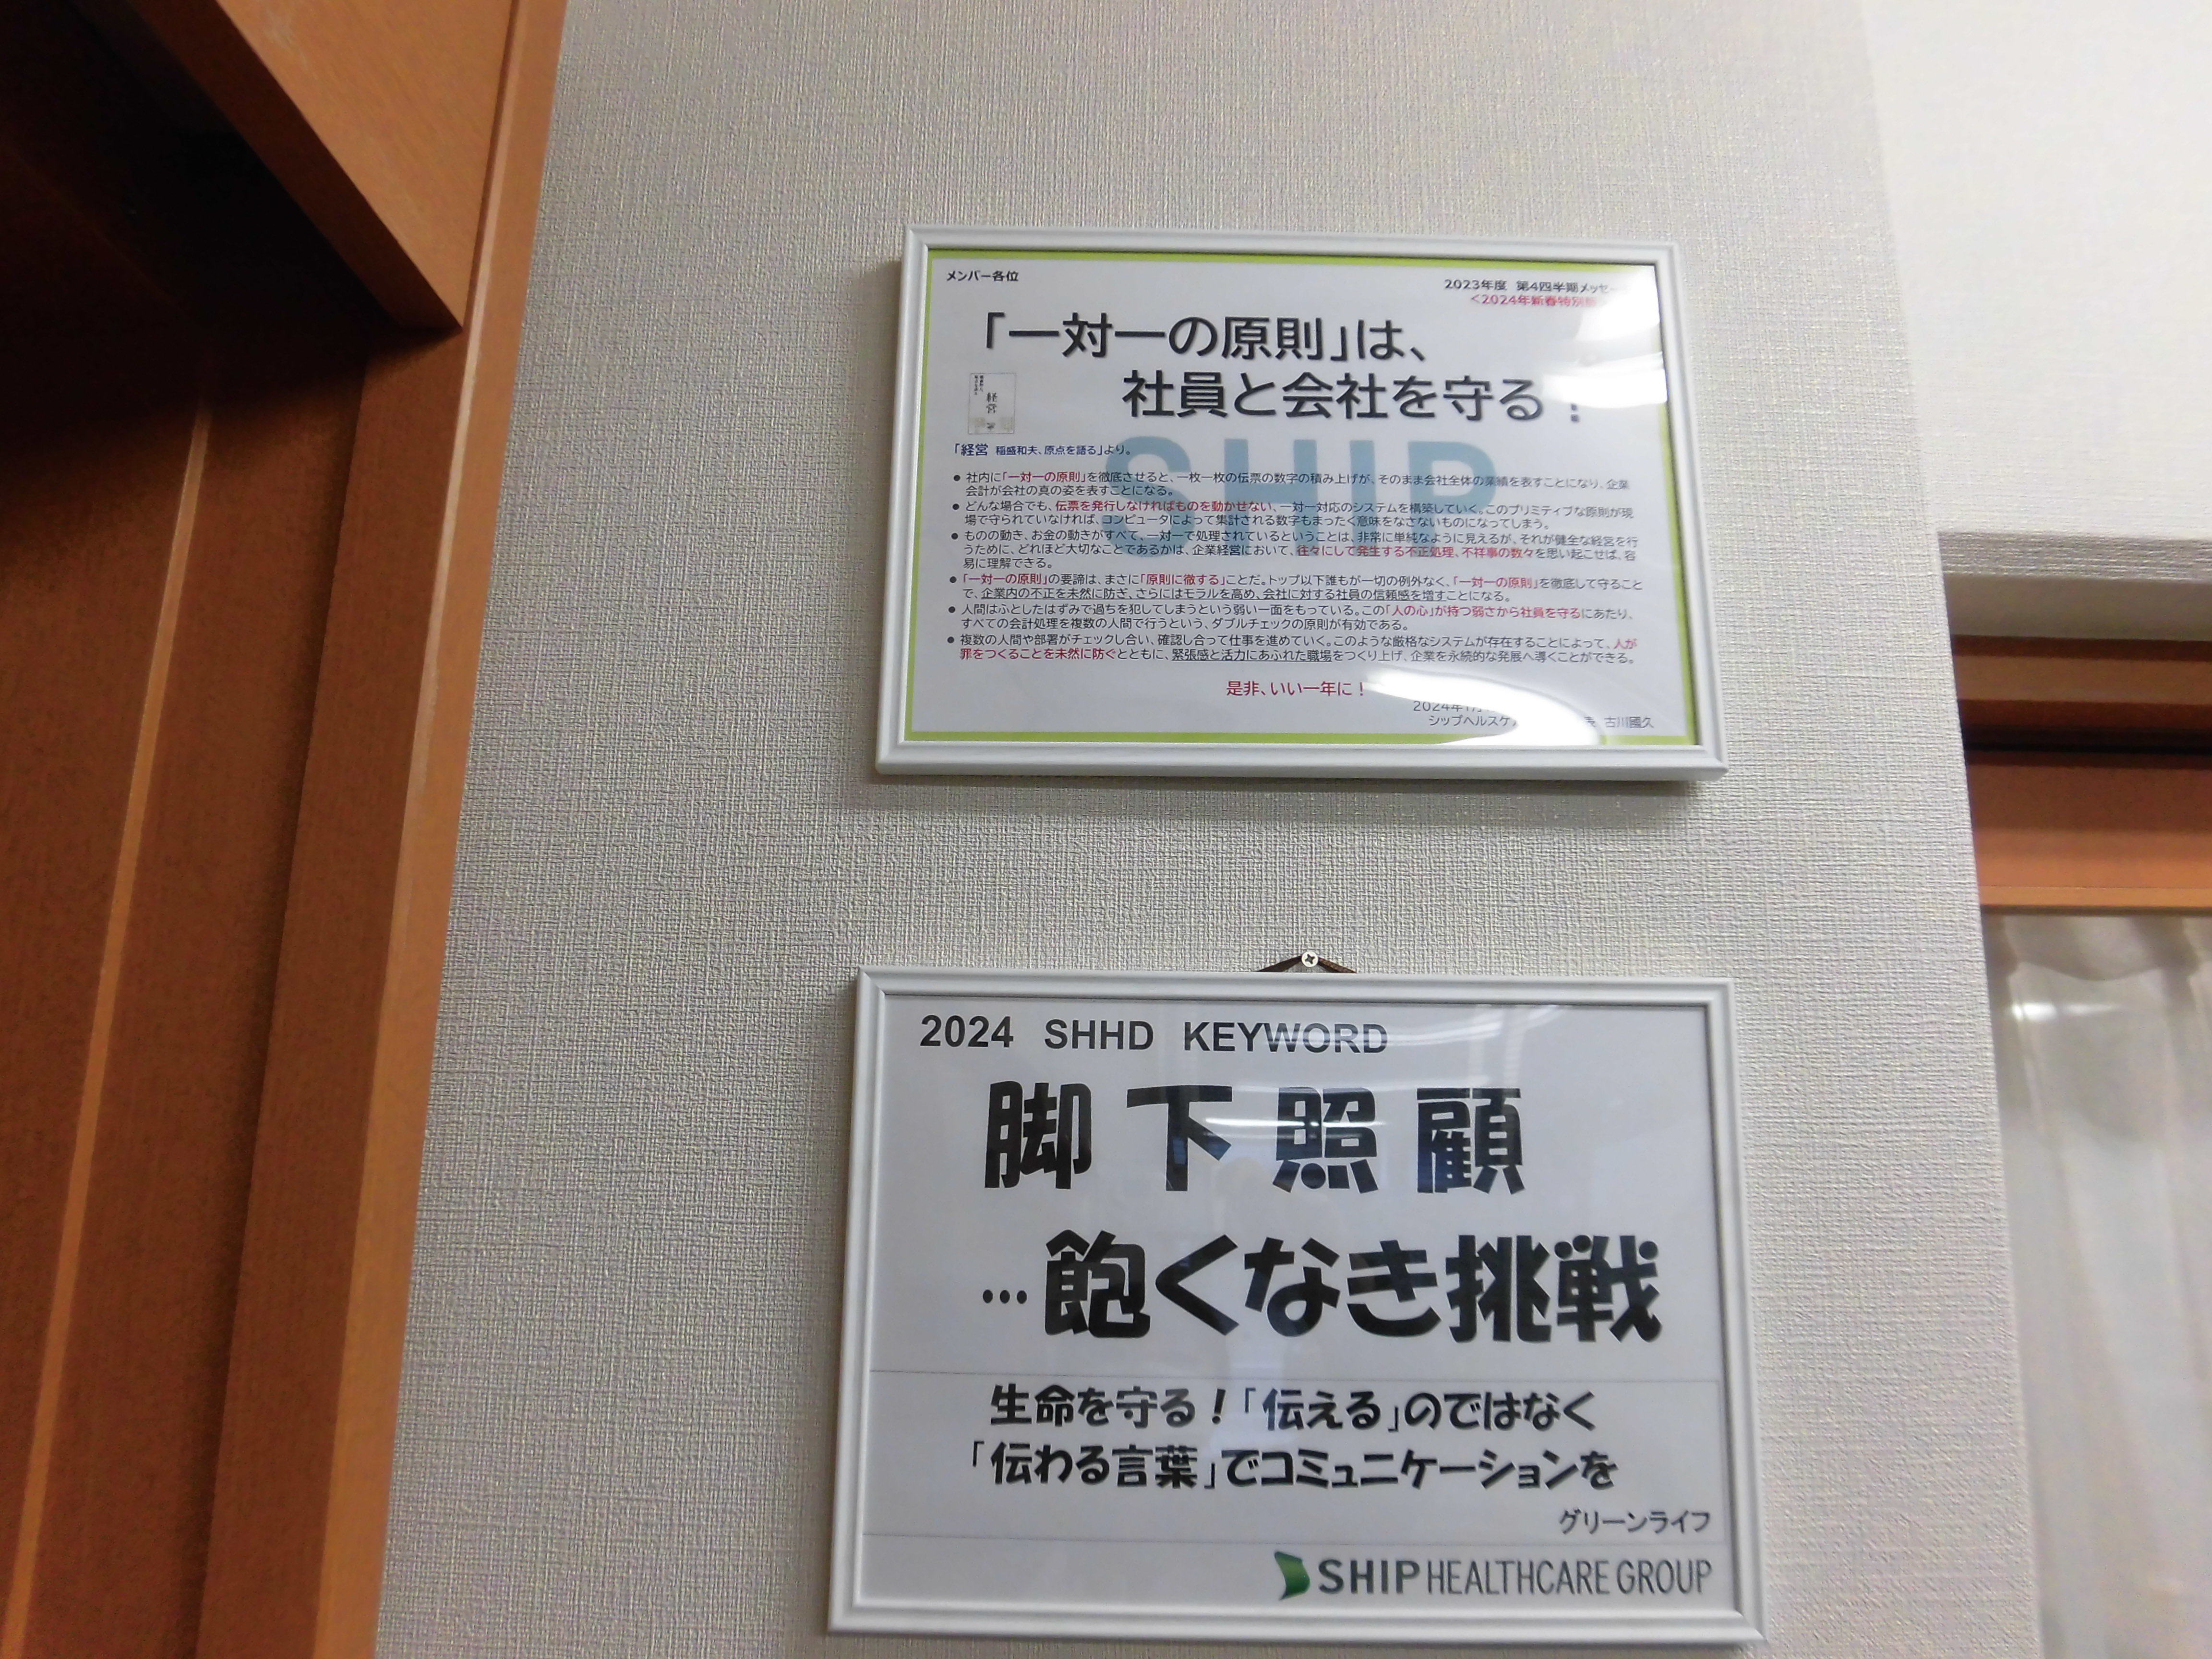 メンバー各位
2023年度 第4四半期メッセー
<2024年新春特別
「一対一の原則」は、
社員と会社を守る!
経営
「経営 稲盛和夫、原点を語る」より。
SHIP
● 社内に「一対一の原則」を徹底させると、一枚一枚の伝票の数字の積み上げが、そのまま会社全体の業績を表すことになり、企業
会計が会社の真の姿を表すことになる。
● どんな場合でも、伝票を発行しなければものを動かせない、一対一対応のシステムを構築していく。このプリミティブな原則が現
場で守られていなければ、コンピュータによって集計される数字もまったく意味をなさないものになってしまう。
● ものの動き、お金の動きがすべて、一対一で処理されているということは、非常に単純なように見えるが、それが健全な経営を行
うために、どれほど大切なことであるかは、企業経営において、往々にして発生する不正処理、不祥事の数々を思い起こせば、容
易に理解できる。
● 「一対一の原則」の要諦は、まさに「原則に徹する」ことだ。トップ以下誰もが一切の例外なく、「一対一の原則」を徹底して守ること
で、企業内の不正を未然に防ぎ、さらにはモラルを高め、会社に対する社員の信頼感を増すことになる。
● 人間はふとしたはずみで過ちを犯してしまうという弱い一面をもっている。この「人の心」が持つ弱さから社員を守るにあたり、
すべての会計処理を複数の人間で行うという、ダブルチェックの原則が有効である。
● 複数の人間や部署がチェックし合い、確認し合って仕事を進めていく。このような厳格なシステムが存在することによって、人が
罪をつくることを未然に防ぐとともに、緊張感と活力にあふれた職場をつくり上げ、企業を永続的な発展へ導くことができる。
是非、いい一年に!
2024年1月
シップヘルスケア 古川國久
2024 SHHD KEYWORD
脚下照顧
…飽くなき挑戦
生命を守る!「伝える」のではなく
「伝わる言葉」でコミュニケーションを
グリーンライフ
SHIP HEALTHCARE GROUP